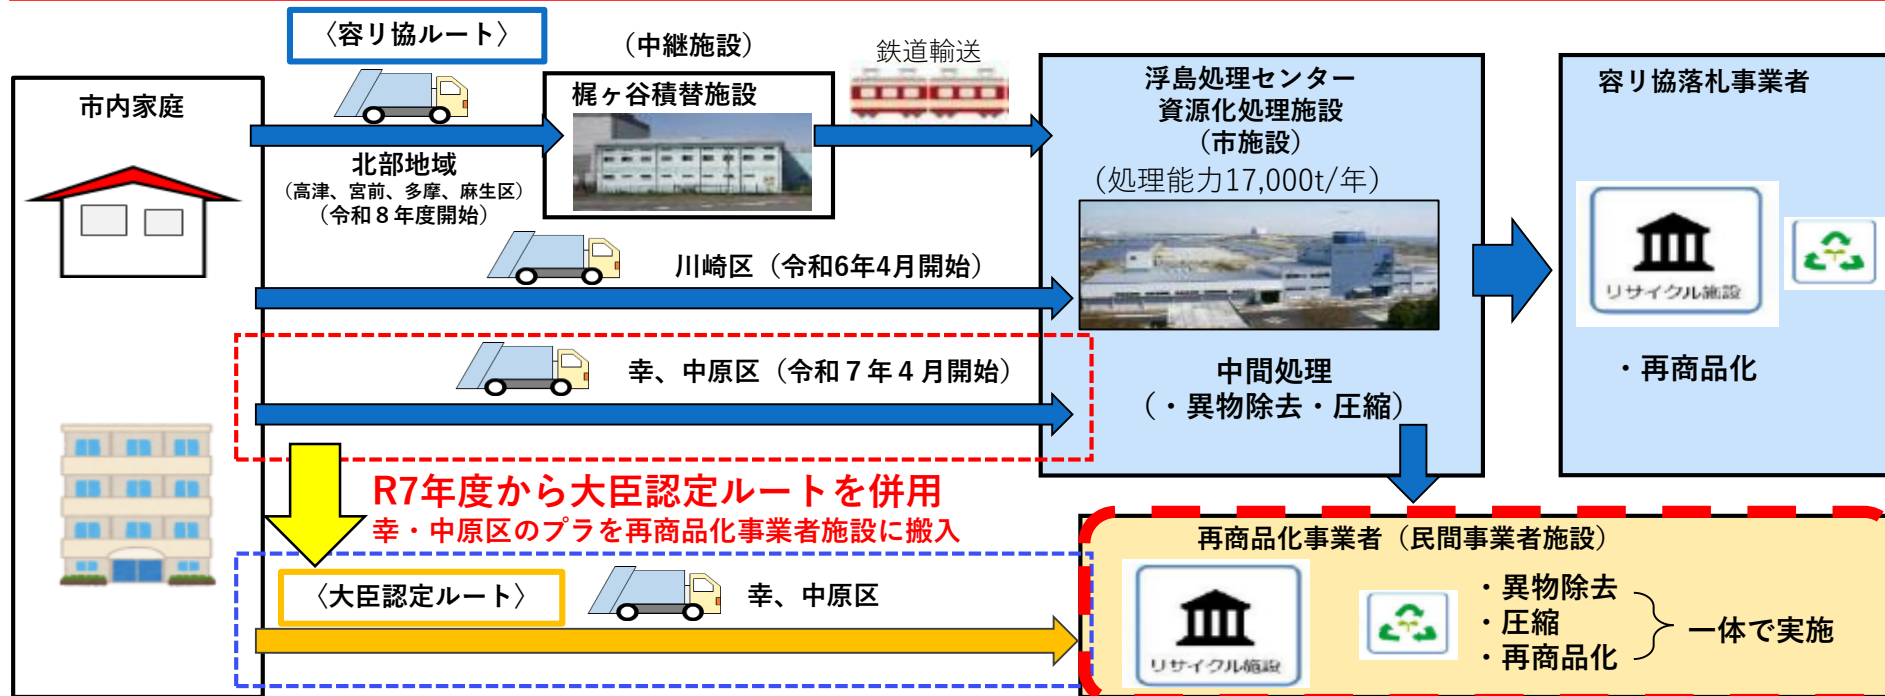 〈容リ協ルート〉
（中継施設）
鉄道輸送
市内家庭
梶ヶ谷積替施設
北部地域
（高津、宮前、多摩、麻生区）
（令和８年度開始）
川崎区（令和6年4月開始）
幸、中原区（令和７年４月開始）
浮島処理センター
資源化処理施設
（市施設）
（処理能力17,000t/年）
中間処理
（・異物除去・圧縮）
容リ協落札事業者
リサイクル施設
・再商品化
R7年度から大臣認定ルートを併用
幸・中原区のプラを再商品化事業者施設に搬入
〈大臣認定ルート〉
幸、中原区
再商品化事業者（民間事業者施設）
リサイクル施設
・異物除去
・圧縮
・再商品化
一体で実施